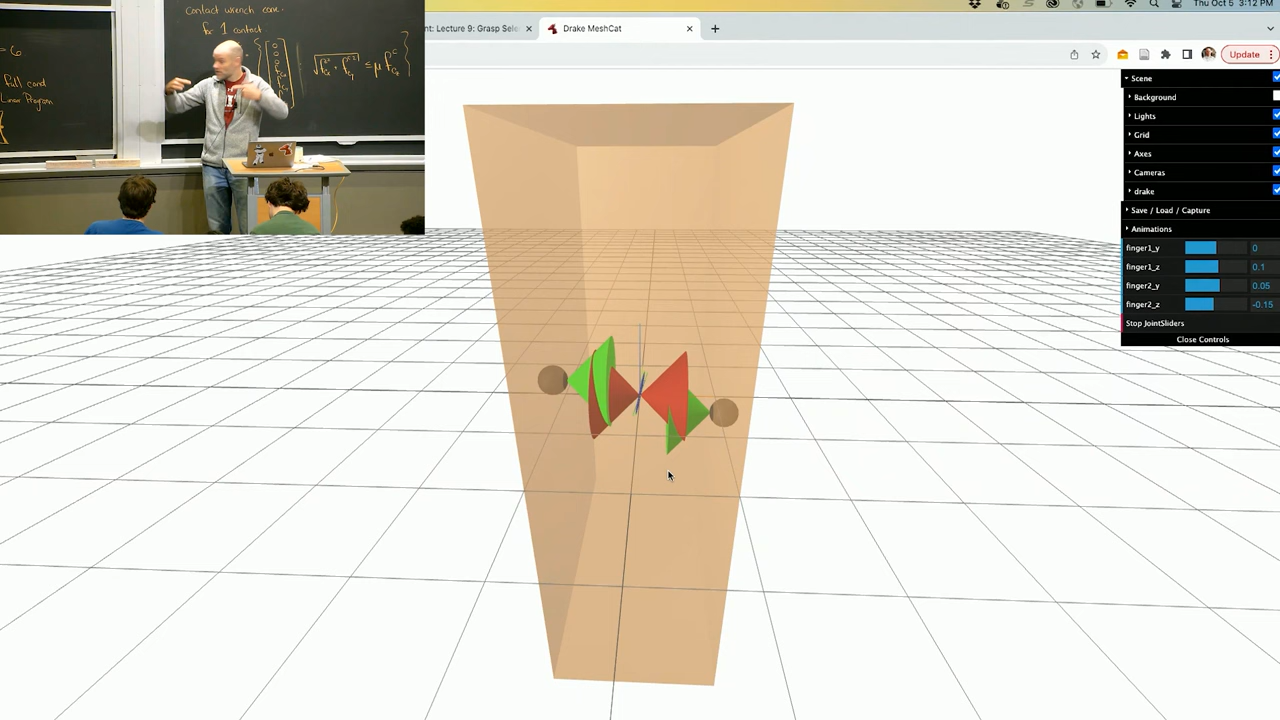 Thu Oct 5 3:12 PM
nt: Lecture 9: Grasp Sele
Drake MeshCat
Update
Contact wrench cone.
for 1 contact
= 6
full cond
Linear Program
Scene
Background
Lights
Grid
Axes
Cameras
drake
Save / Load / Capture
Animations
finger1_y 0
finger1_z 0.1
finger2_y 0.05
finger2_z -0.15
Stop JointSliders
Close Controls